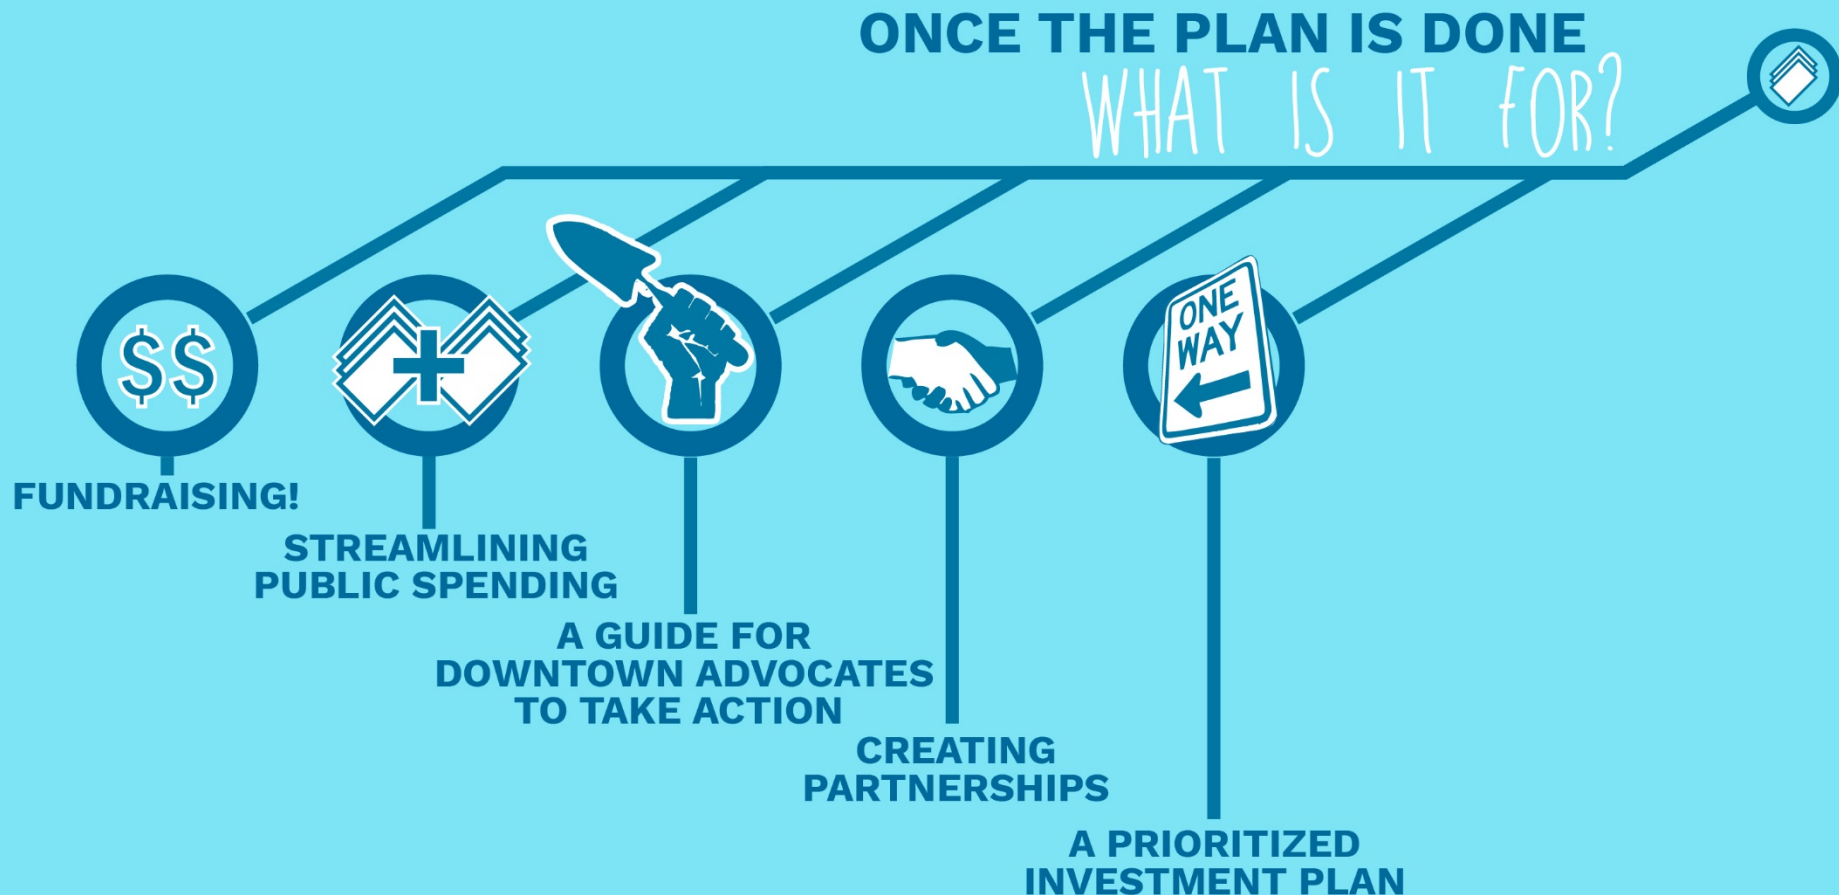 ONCE THE PLAN IS DONE
WHAT IS IT FOR?
$$
ONE
WAY
FUNDRAISING!
STREAMLINING
PUBLIC SPENDING
A GUIDE FOR
DOWNTOWN ADVOCATES
TO TAKE ACTION
CREATING
PARTNERSHIPS
A PRIORITIZED
INVESTMENT PLAN